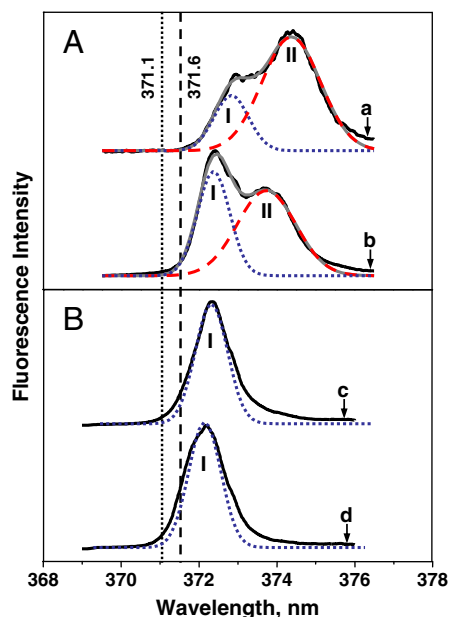 A
371.1
371.6
I
II
a
I
II
b
B
I
c
I
d
368 370 372 374 376 378
Wavelength, nm
Fluorescence Intensity